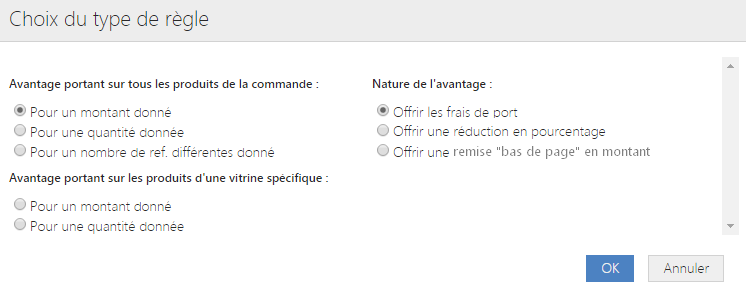 Choix du type de règle
Avantage portant sur tous les produits de la commande :
Pour un montant donné
Pour une quantité donnée
Pour un nombre de ref. différentes donné
Avantage portant sur les produits d'une vitrine spécifique :
Pour un montant donné
Pour une quantité donnée
Nature de l'avantage :
Offrir les frais de port
Offrir une réduction en pourcentage
Offrir une remise "bas de page" en montant
OK
Annuler